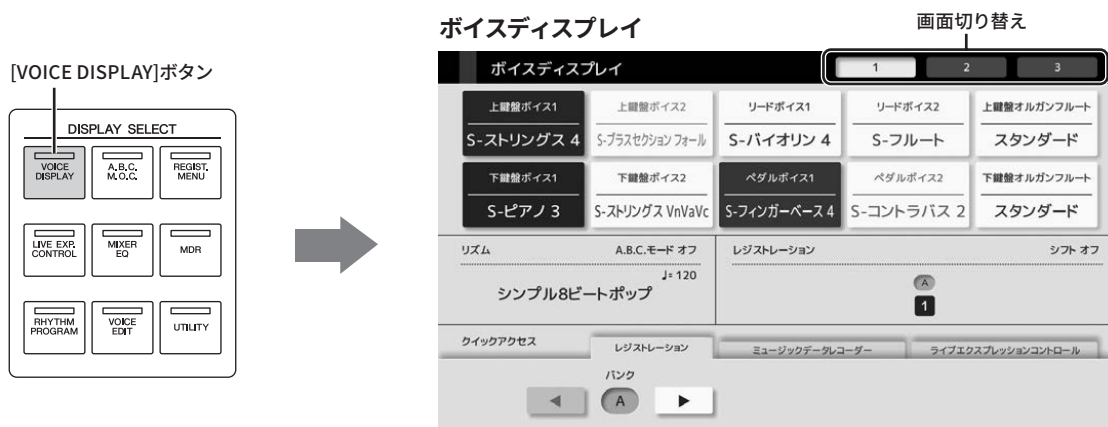 [VOICE DISPLAY]ボタン
DISPLAY SELECT
VOICE
DISPLAY
A.B.C.
M.O.C.
REGIST.
MENU
LIVE EXP.
CONTROL
MIXER
EQ
MDR
RHYTHM
PROGRAM
VOICE
EDIT
UTILITY
ボイスディスプレイ
画面切り替え
ボイスディスプレイ 1 2 3
上鍵盤ボイス1 上鍵盤ボイス2 リードボイス1 リードボイス2 上鍵盤オルガンフルート
S-ストリングス 4 S-ブラスセクション フォール S-バイオリン 4 S-フルート スタンダード
下鍵盤ボイス1 下鍵盤ボイス2 ペダルボイス1 ペダルボイス2 下鍵盤オルガンフルート
S-ピアノ 3 S-ストリングス VnVaVc S-フィンガーベース 4 S-コントラバス 2 スタンダード
リズム A.B.C.モード オフ レジストレーション シフト オフ
♩= 120
シンプル8ビートポップ
A
1
クイックアクセス レジストレーション ミュージックデータレコーダー ライブエクスプレッションコントロール
バンク
◀ A ▶